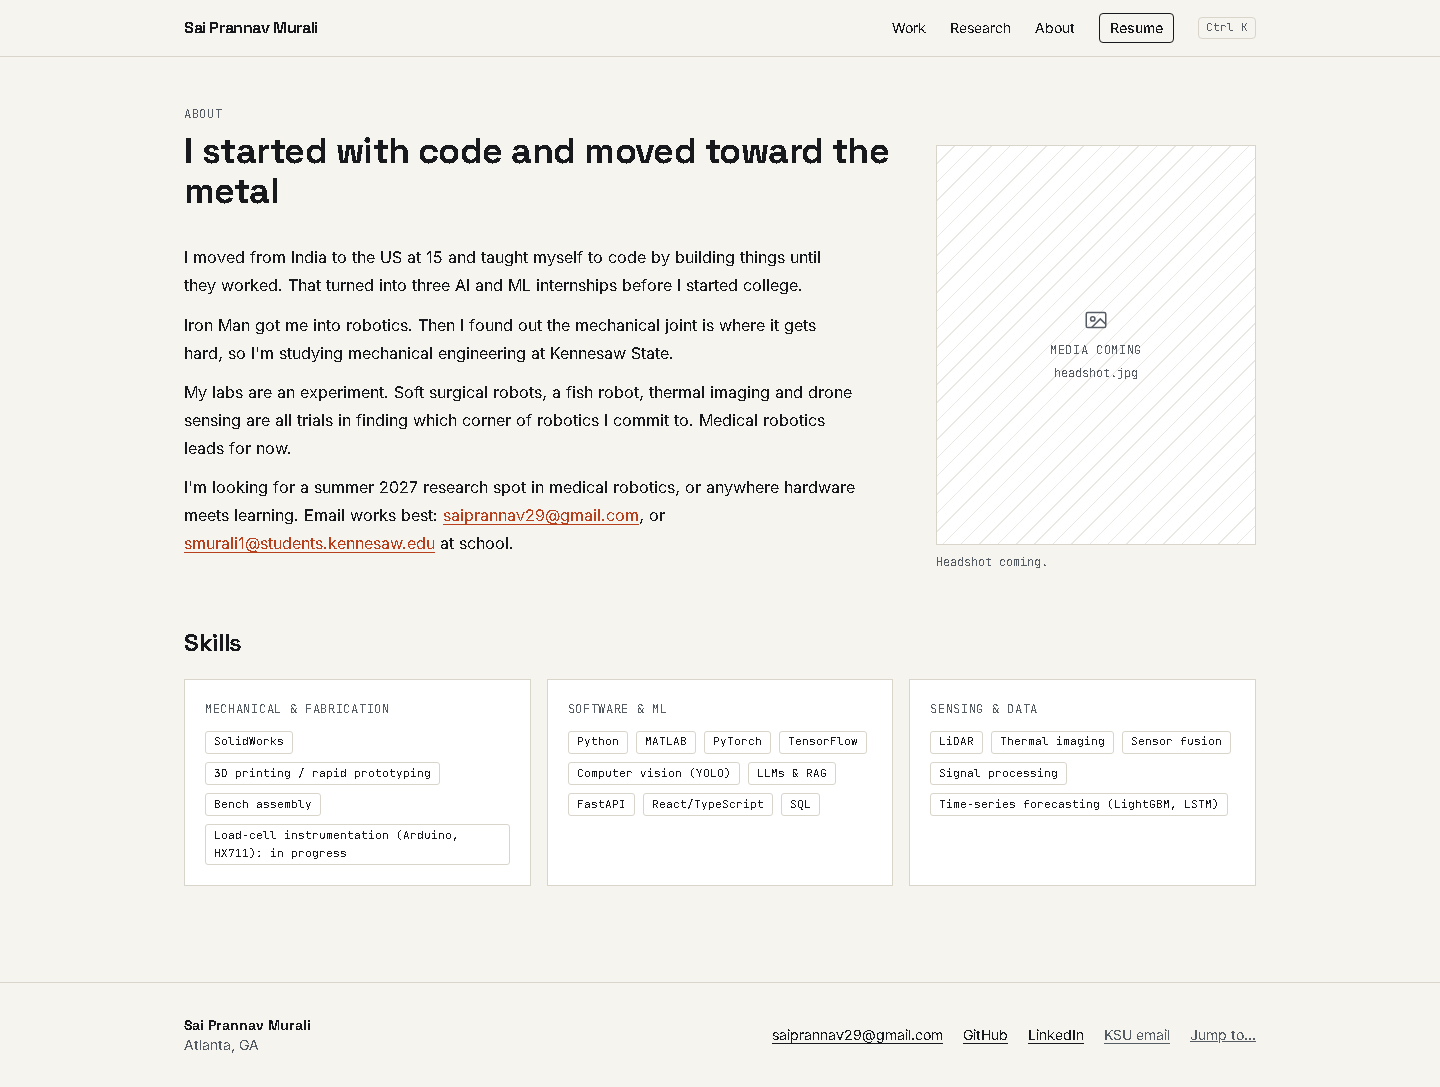 Sai Prannav Murali
Work Research About Resume Ctrl K
ABOUT
I started with code and moved toward the
metal
I moved from India to the US at 15 and taught myself to code by building things until
they worked. That turned into three AI and ML internships before I started college.
Iron Man got me into robotics. Then I found out the mechanical joint is where it gets
hard, so I'm studying mechanical engineering at Kennesaw State.
My labs are an experiment. Soft surgical robots, a fish robot, thermal imaging and drone
sensing are all trials in finding which corner of robotics I commit to. Medical robotics
leads for now.
I'm looking for a summer 2027 research spot in medical robotics, or anywhere hardware
meets learning. Email works best: saiprannav29@gmail.com, or
smurali1@students.kennesaw.edu at school.
MEDIA COMING
headshot.jpg
Headshot coming.
Skills
MECHANICAL & FABRICATION
SolidWorks
3D printing / rapid prototyping
Bench assembly
Load-cell instrumentation (Arduino,
HX711): in progress
SOFTWARE & ML
Python MATLAB PyTorch TensorFlow
Computer vision (YOLO) LLMs & RAG
FastAPI React/TypeScript SQL
SENSING & DATA
LiDAR Thermal imaging Sensor fusion
Signal processing
Time-series forecasting (LightGBM, LSTM)
Sai Prannav Murali
Atlanta, GA
saiprannav29@gmail.com GitHub LinkedIn KSU email Jump to...